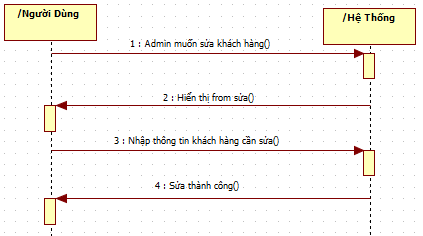 /Người Dùng
/Hệ Thống
1 : Admin muốn sửa khách hàng()
2 : Hiển thị from sửa()
3 : Nhập thông tin khách hàng cần sửa()
4 : Sửa thành công()